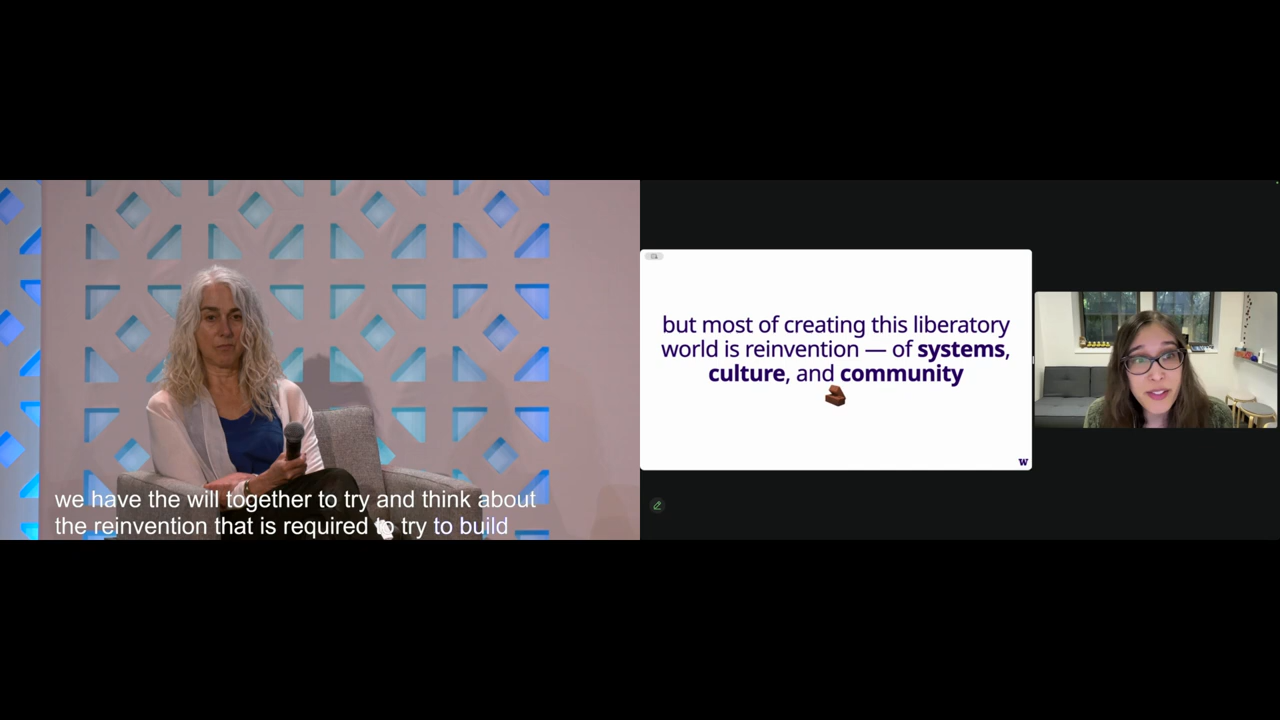 we have the will together to try and think about
the reinvention that is required to try to build
but most of creating this liberatory
world is reinvention — of systems,
culture, and community
W